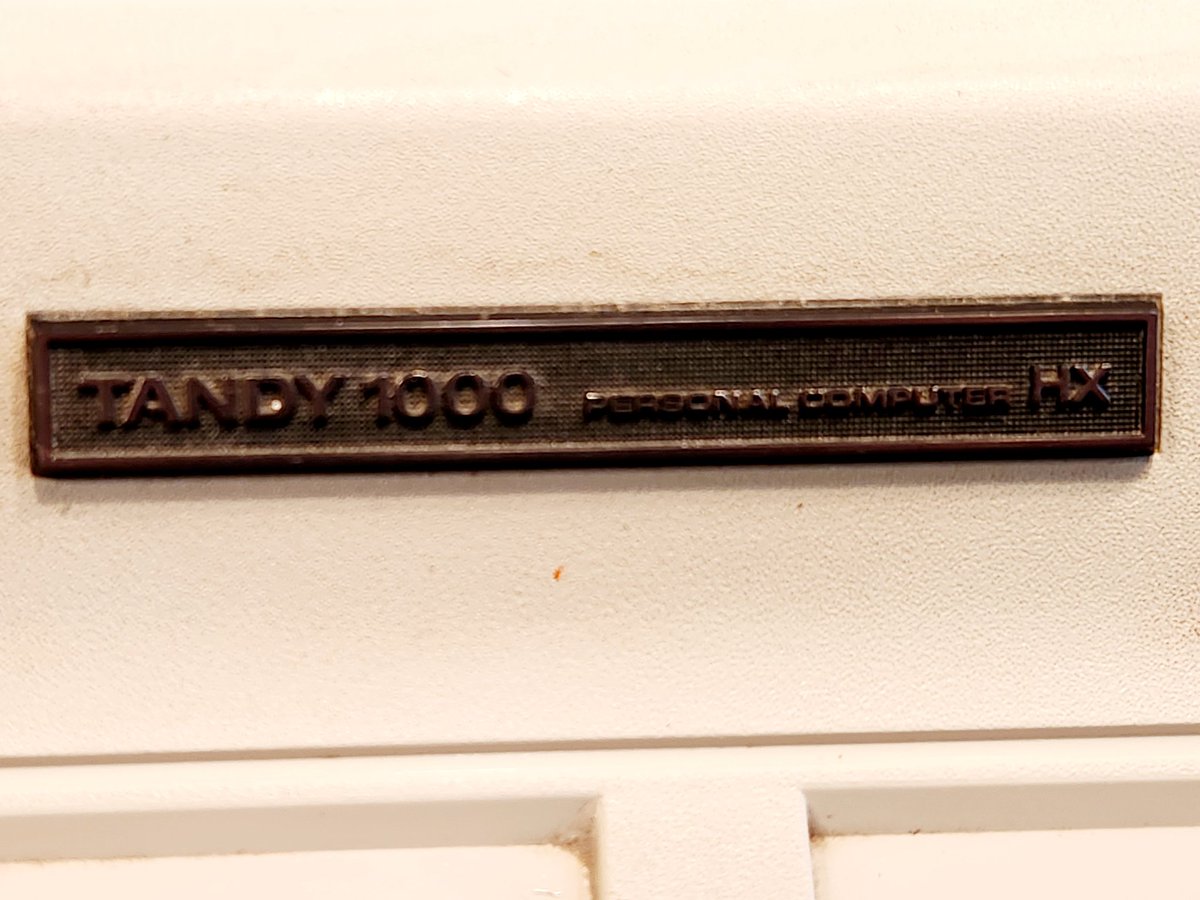 TANDY 1000 PERSONAL COMPUTER HX